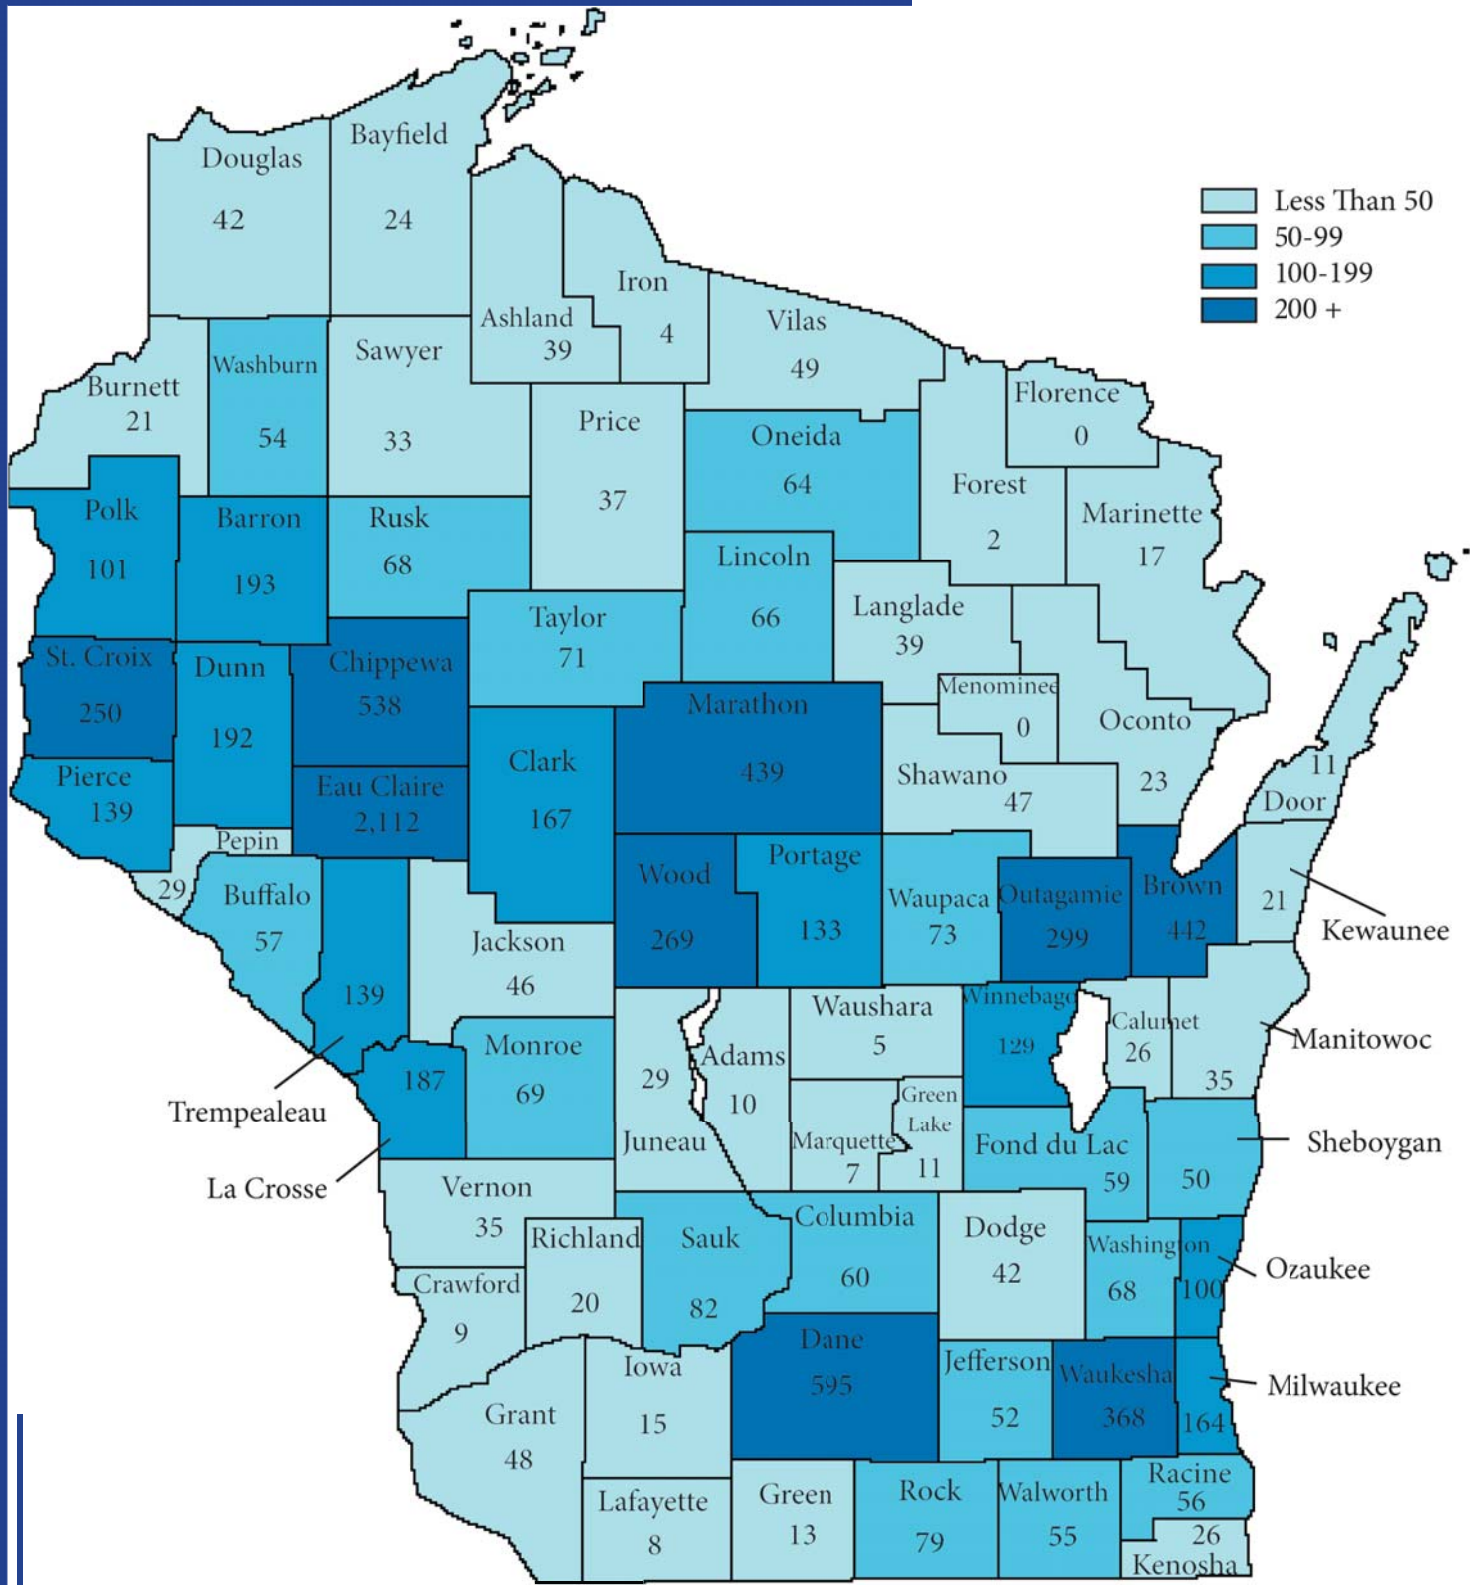 Bayfield
24
Douglas
42
Less Than 50
50-99
100-199
200 +
Iron
4
Ashland
39
Vilas
49
Washburn
54
Sawyer
33
Burnett
21
Florence
0
Price
37
Oneida
64
Forest
2
Marinette
17
Polk
101
Barron
193
Rusk
68
Lincoln
66
Langlade
39
Taylor
71
St. Croix
250
Dunn
192
Chippewa
538
Menominee
0
Marathon
439
Oconto
23
Clark
167
Shawano
47
Pierce
139
Eau Claire
2,112
11
Door
Pepin
29
Portage
133
Wood
269
Buffalo
57
Waupaca
73
Outagamie
299
Brown
442
21
Kewaunee
Jackson
46
139
Trempealeau
Waushara
5
Winnebago
129
Calumet
26
Manitowoc
35
Monroe
69
Adams
10
29
Juneau
187
La Crosse
Green
Lake
11
Marquette
7
Fond du Lac
59
Sheboygan
50
Vernon
35
Columbia
60
Richland
20
Sauk
82
Dodge
42
Washington
68
Ozaukee
100
Crawford
9
Dane
595
Iowa
15
Jefferson
52
Waukesha
368
Milwaukee
164
Grant
48
Racine
56
Lafayette
8
Green
13
Rock
79
Walworth
55
26
Kenosha